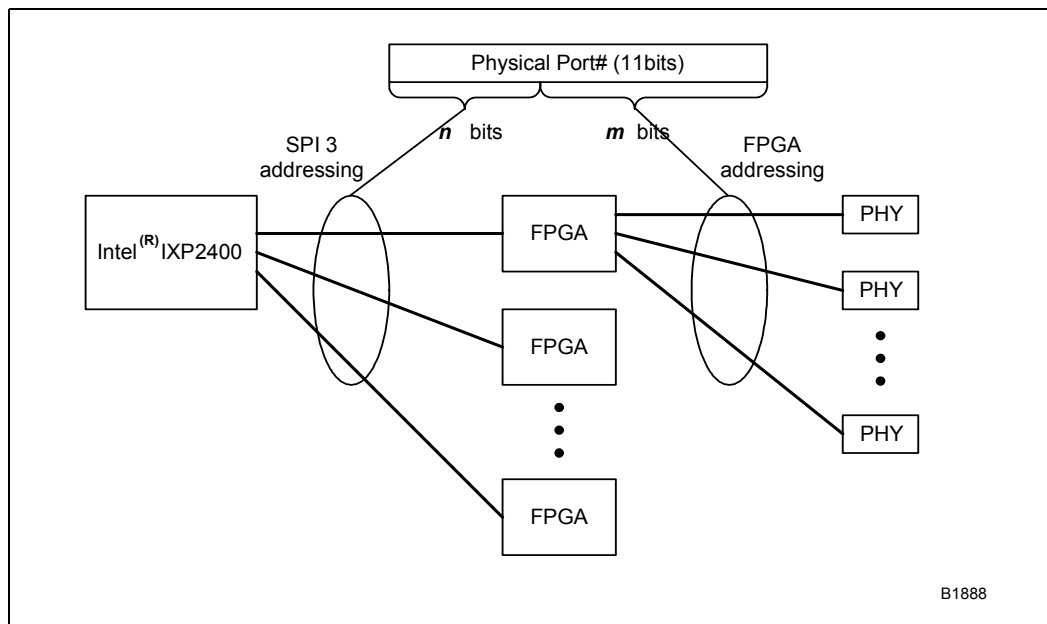 Physical Port# (11bits)
n bits
m bits
SPI 3
addressing
FPGA
addressing
Intel(R) IXP2400
FPGA
PHY
PHY
FPGA
PHY
FPGA
B1888